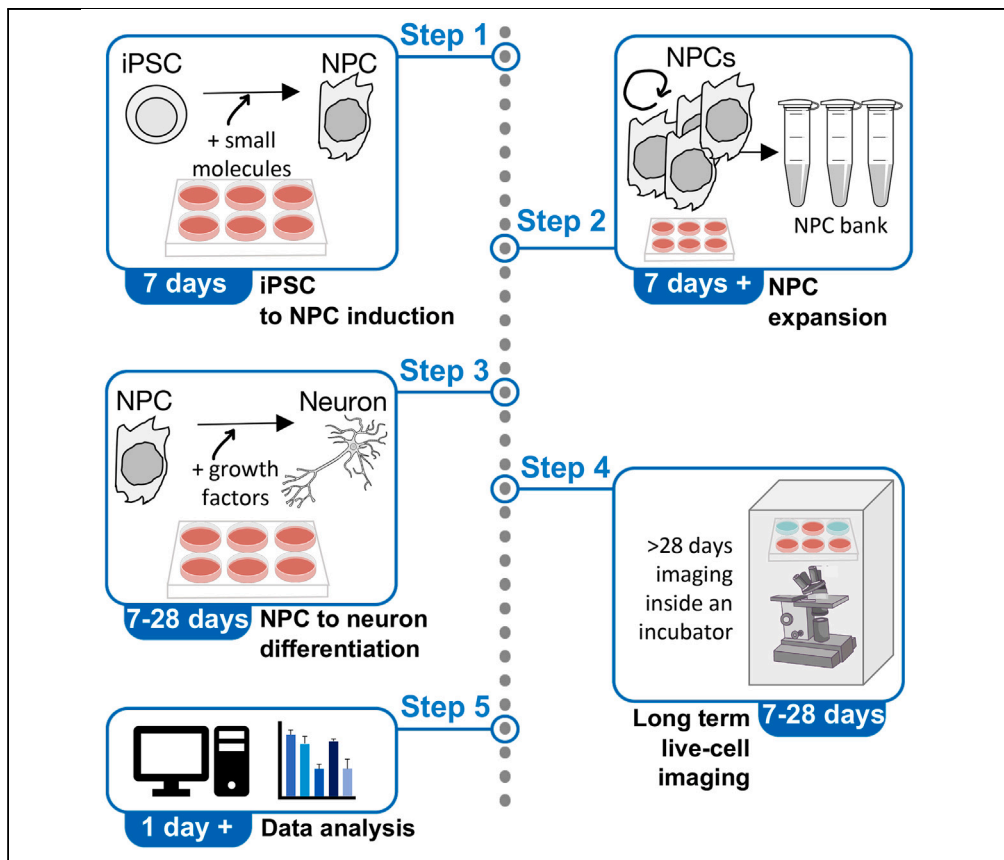 Step 1
iPSC
NPC
+ small
molecules
7 days
iPSC
to NPC induction
Step 2
NPCs
NPC bank
7 days +
NPC
expansion
Step 3
NPC
Neuron
+ growth
factors
7-28 days
NPC to neuron
differentiation
Step 4
>28 days
imaging
inside an
incubator
Long term
live-cell
imaging
7-28 days
Step 5
1 day +
Data analysis